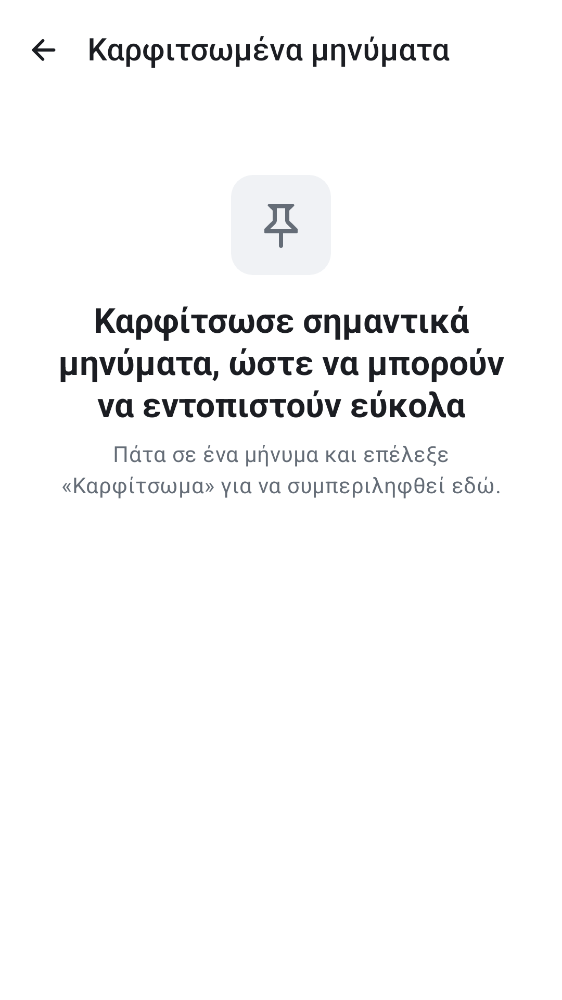 Καρφιτσωμένα μηνύματα
Καρφίτσωσε σημαντικά
μηνύματα, ώστε να μπορούν
να εντοπιστούν εύκολα
Πάτα σε ένα μήνυμα και επέλεξε
«Καρφίτσωμα» για να συμπεριληφθεί εδώ.